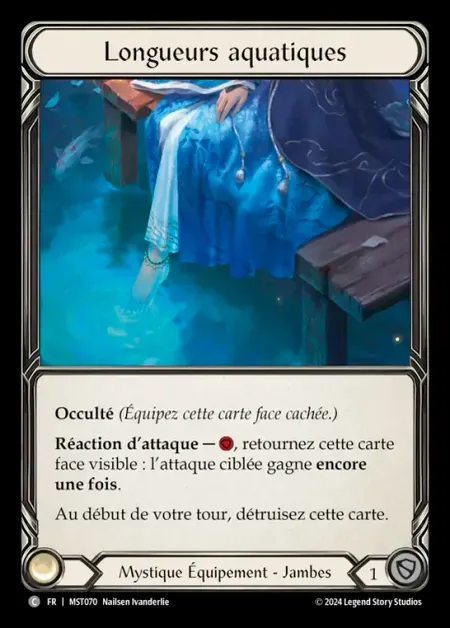 Longueurs aquatiques
Occulté (Équipez cette carte face cachée.)
Réaction d'attaque — , retournez cette carte
face visible : l'attaque ciblée gagne encore
une fois.
Au début de votre tour, détruisez cette carte.
Mystique Équipement - Jambes
1
C FR | MST070 Nailsen Ivanderlie
© 2024 Legend Story Studios